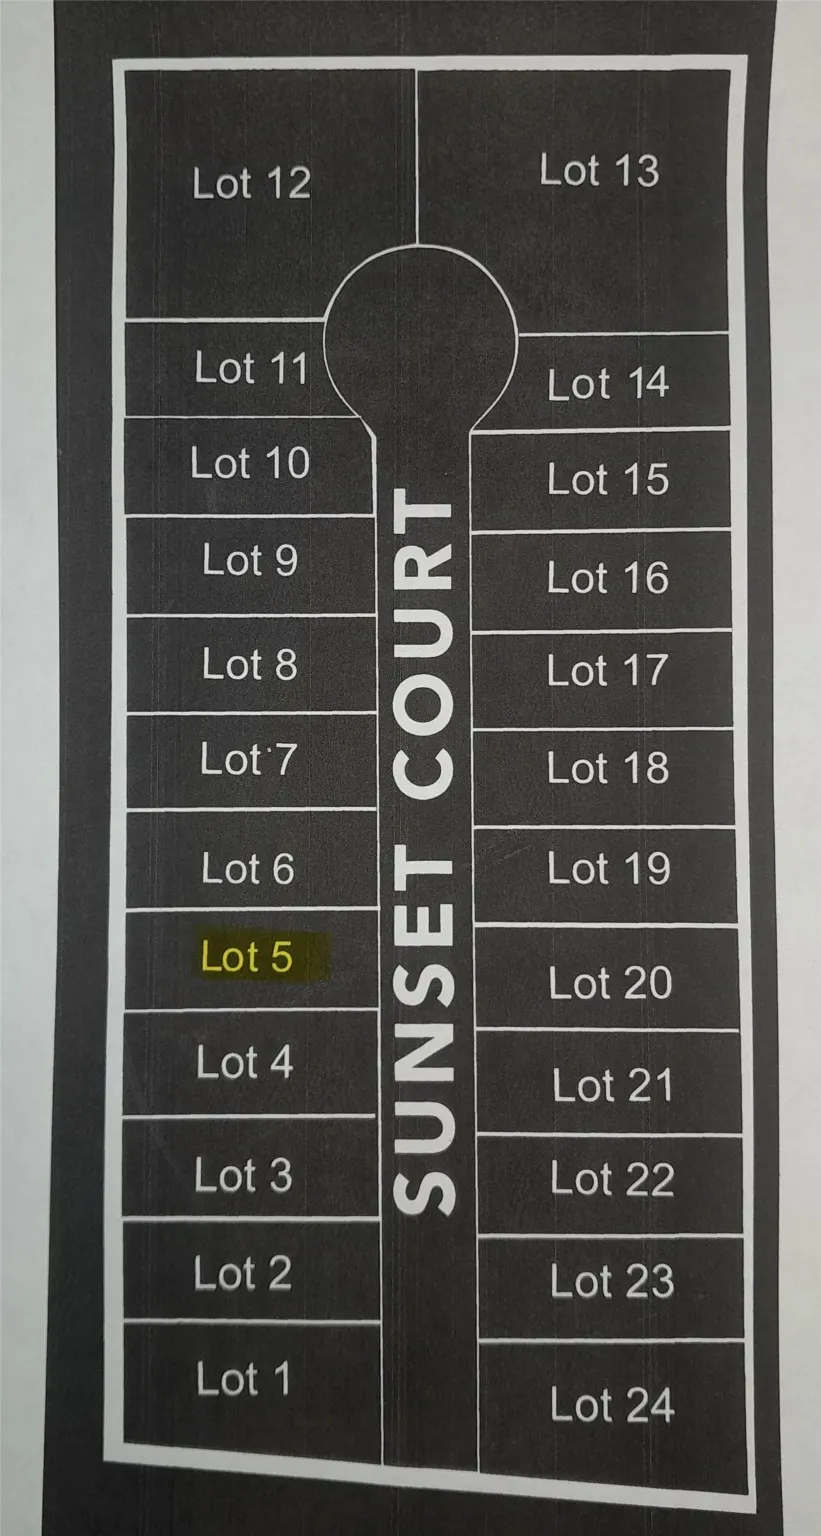 Lot 12
Lot 13
Lot 11
Lot 14
Lot 10
Lot 15
Lot 9
Lot 16
Lot 8
Lot 17
Lot 7
Lot 18
Lot 6
Lot 19
Lot 5
Lot 20
Lot 4
Lot 21
Lot 3
Lot 22
Lot 2
Lot 23
Lot 1
Lot 24
SUNSET COURT